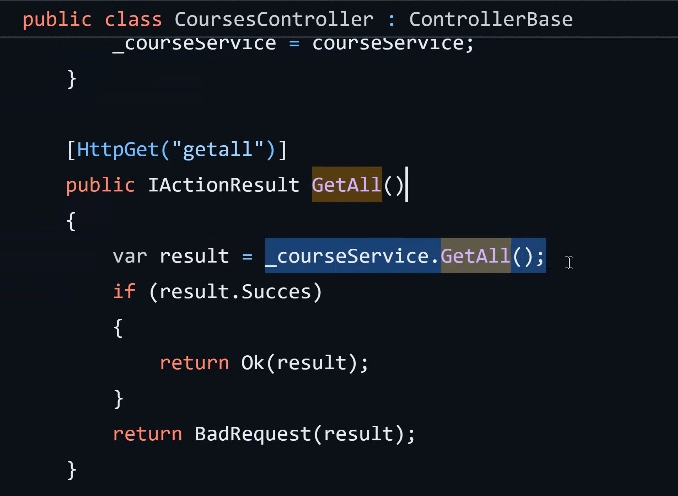 public class CoursesController : ControllerBase
_courseService = courseService;
}
[HttpGet("getall")]
public IActionResult GetAll()
{
var result = _courseService.GetAll();
if (result.Succes)
{
return Ok(result);
}
return BadRequest(result);
}